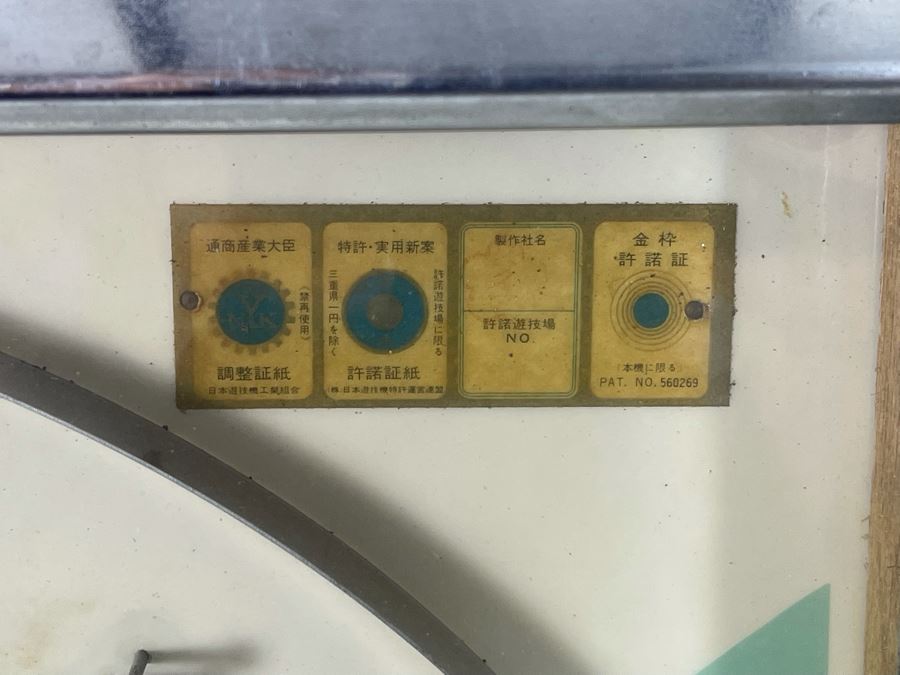 通商産業大臣
(禁再使用)
調整証紙
日本遊技機工業組合
特許・実用新案
三重県一円を除く
許諾遊技場に限る
許諾証紙
(株)日本遊技機特許運営連盟
製作社名
許諾遊技場
NO.
金枠
許諾証
(本機に限る)
PAT. NO. 560269